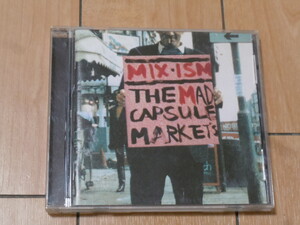 MIX·ISM
THE MAD
CAPSULE
MARKETS